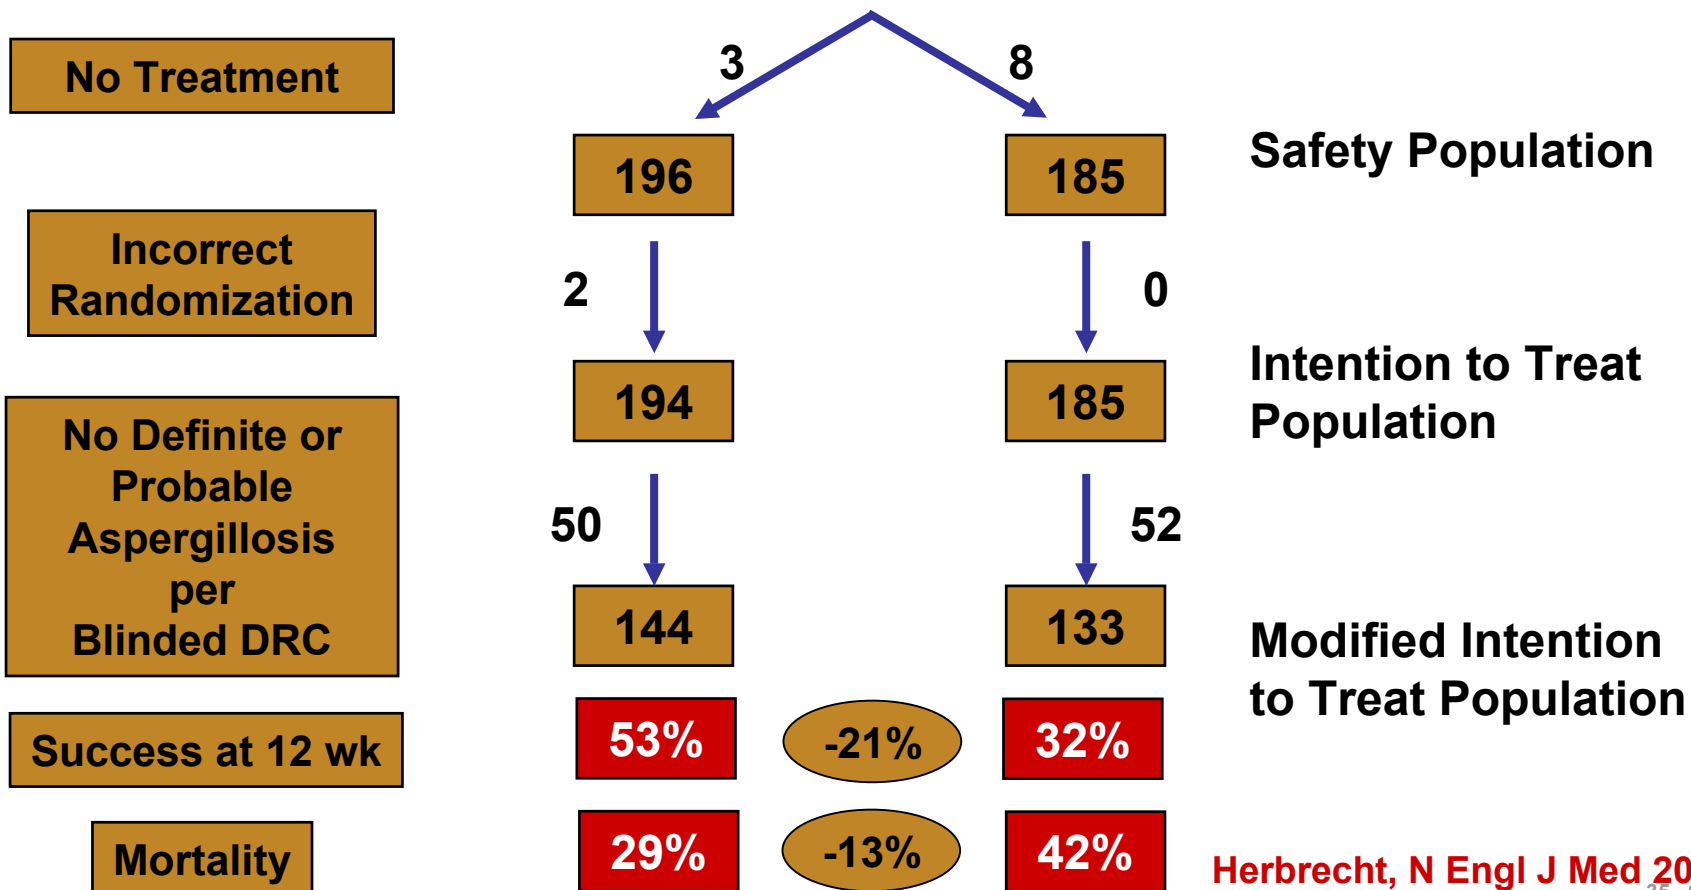 3
8
No Treatment
196
185
Safety Population
Incorrect
Randomization
2
0
194
185
Intention to Treat
Population
No Definite or
Probable
Aspergillosis
per
Blinded DRC
50
52
144
133
Modified Intention
to Treat Population
Success at 12 wk
53%
-21%
32%
Mortality
29%
-13%
42%
Herbrecht, N Engl J Med 20